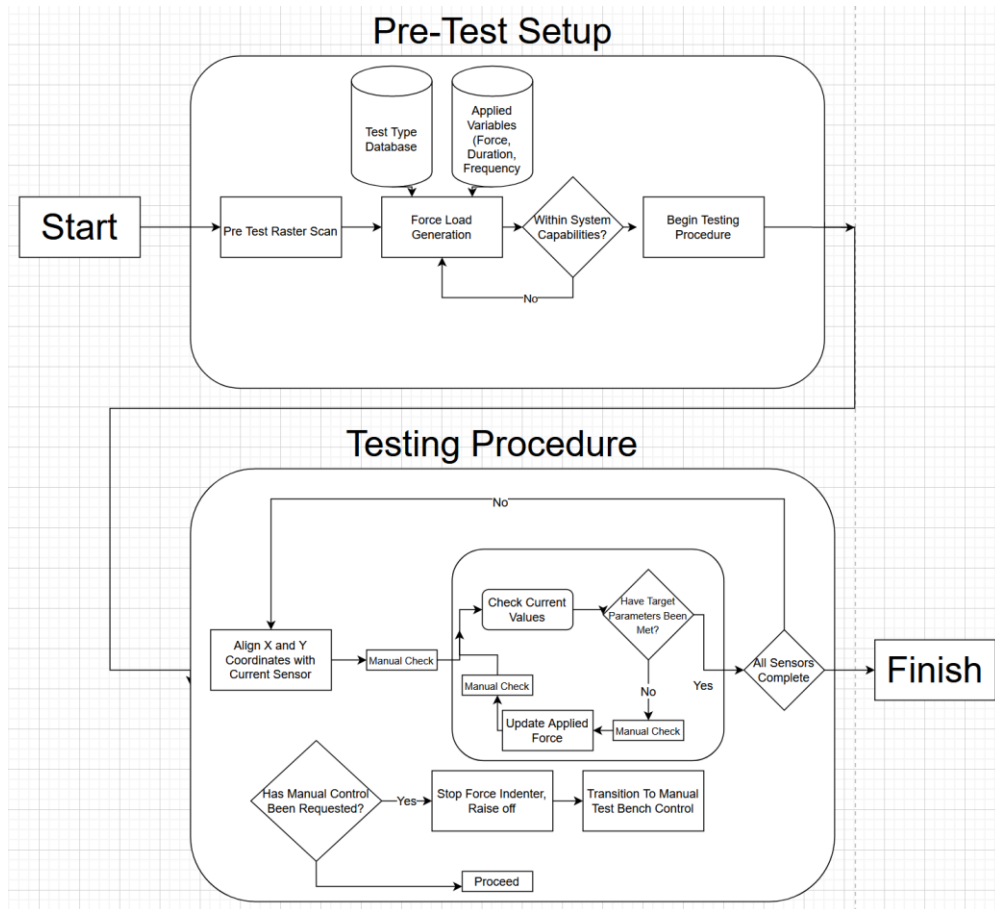 Pre-Test Setup
Test Type
Database
Applied
Variables
(Force,
Duration,
Frequency
Start
Pre Test Raster Scan
Force Load
Generation
Within System
Capabilities?
Begin Testing
Procedure
No
Testing Procedure
No
Check Current
Values
Have Target
Parameters Been
Met?
Align X and Y
Coordinates with
Current Sensor
Manual Check
Manual Check
No
Yes
All Sensors
Complete
Finish
Update Applied
Force
Manual Check
Has Manual Control
Been Requested?
Yes
Stop Force Indenter,
Raise off
Transition To Manual
Test Bench Control
Proceed